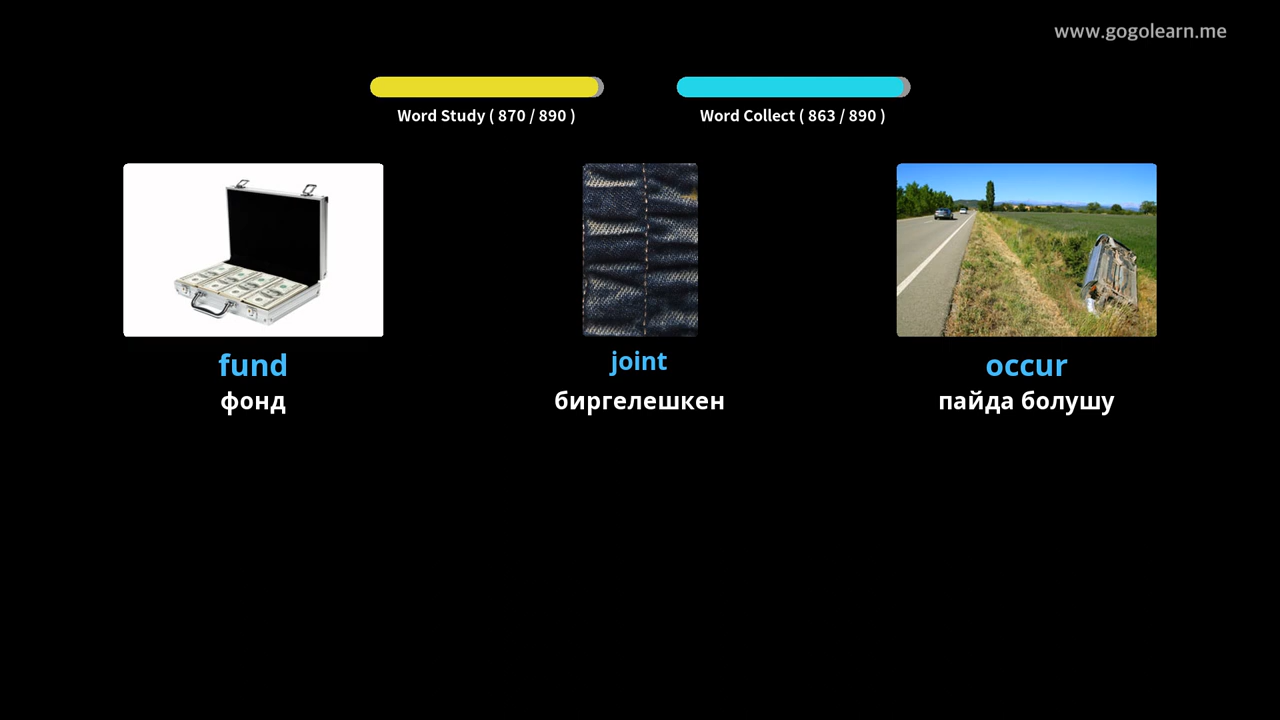 www.gogolearn.me
Word Study ( 870 / 890 )
Word Collect ( 863 / 890 )
fund
joint
occur
фонд
биргелешкен
пайда болушу